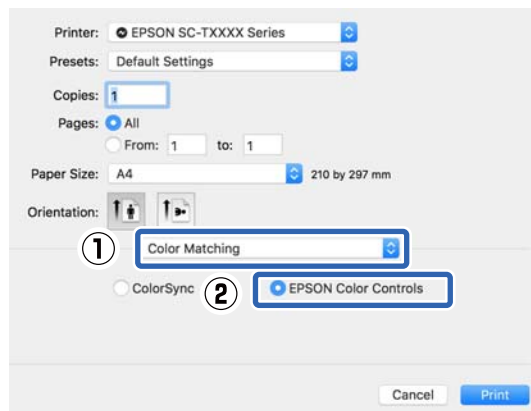 Printer: EPSON SC-TXXXX Series
Presets: Default Settings
Copies: 1
Pages: All
From: 1 to: 1
Paper Size: A4 210 by 297 mm
Orientation:
① Color Matching
ColorSync ② EPSON Color Controls
Cancel Print